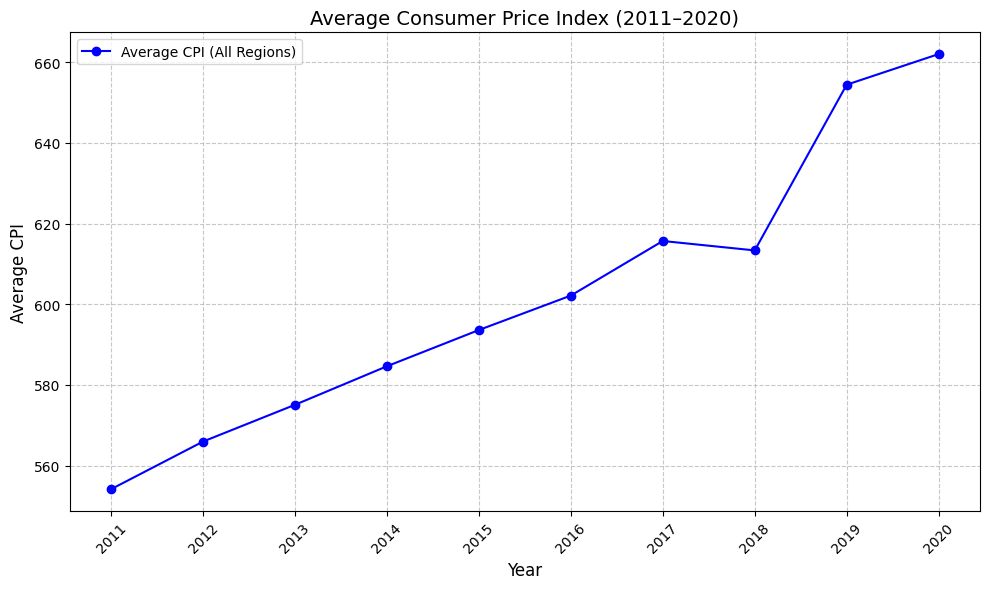 Average Consumer Price Index (2011–2020)
Average CPI (All Regions)
Average CPI
660
640
620
600
580
560
2011 2012 2013 2014 2015 2016 2017 2018 2019 2020
Year